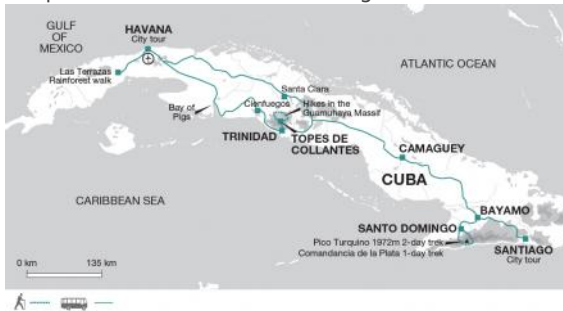 GULF
OF
MEXICO
HAVANA
City tour
Las Terrazas
Rainforest walk
ATLANTIC OCEAN
Santa Clara
Cienfuegos
Hikes in the
Guamuhaya Massif
Bay of
Pigs
TRINIDAD
TOPES DE
COLLANTES
CAMAGUEY
CUBA
CARIBBEAN SEA
BAYAMO
SANTO DOMINGO
Pico Turquino 1972m 2-day trek
Comandancia de la Plata 1-day trek
SANTIAGO
City tour
0 km
135 km